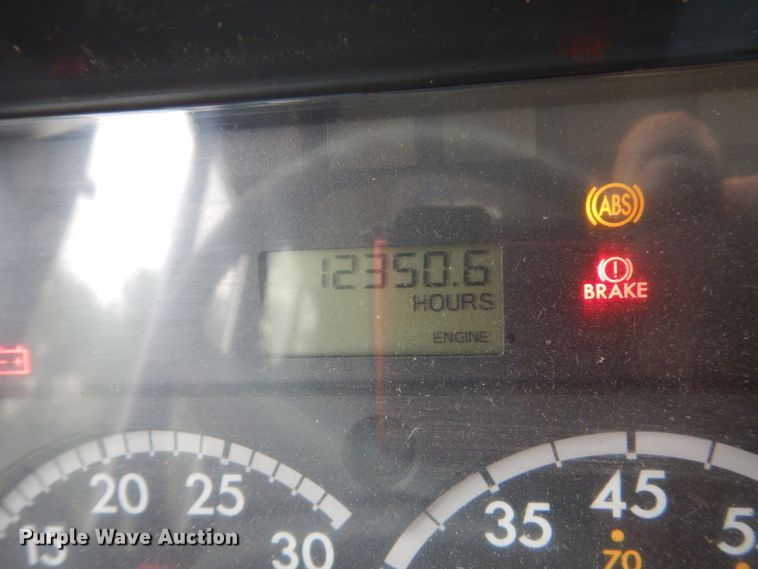 12350.6
HOURS
ENGINE
ABS
!
BRAKE
- +
15 20 25 30
35 45
70
Purple Wave Auction